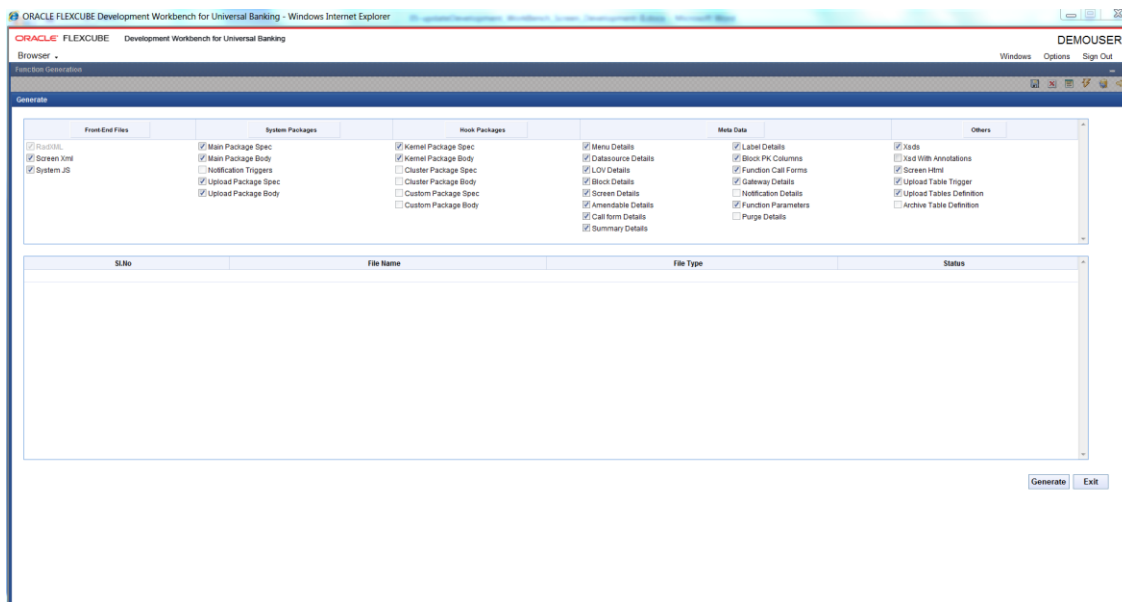 ORACLE FLEXCUBE Development Workbench for Universal Banking - Windows Internet Explorer
ORACLE FLEXCUBE Development Workbench for Universal Banking
DEMOUSER
Browser
Windows Options Sign Out
Function Generation
Generate
Front-End Files System Packages Hook Packages Meta Data Others
RadXML Main Package Spec Kernel Package Spec Menu Details Label Details Xsds
Screen Xml Main Package Body Kernel Package Body Datasource Details Block PK Columns Xsd With Annotations
System JS Notification Triggers Cluster Package Spec LOV Details Function Call Forms Screen Html
Upload Package Spec Cluster Package Body Block Details Gateway Details Upload Table Trigger
Upload Package Body Custom Package Spec Screen Details Notification Details Upload Tables Definition
Custom Package Body Amendable Details Function Parameters Archive Table Definition
Call form Details Purge Details
Summary Details
Sl.No File Name File Type Status
Generate Exit